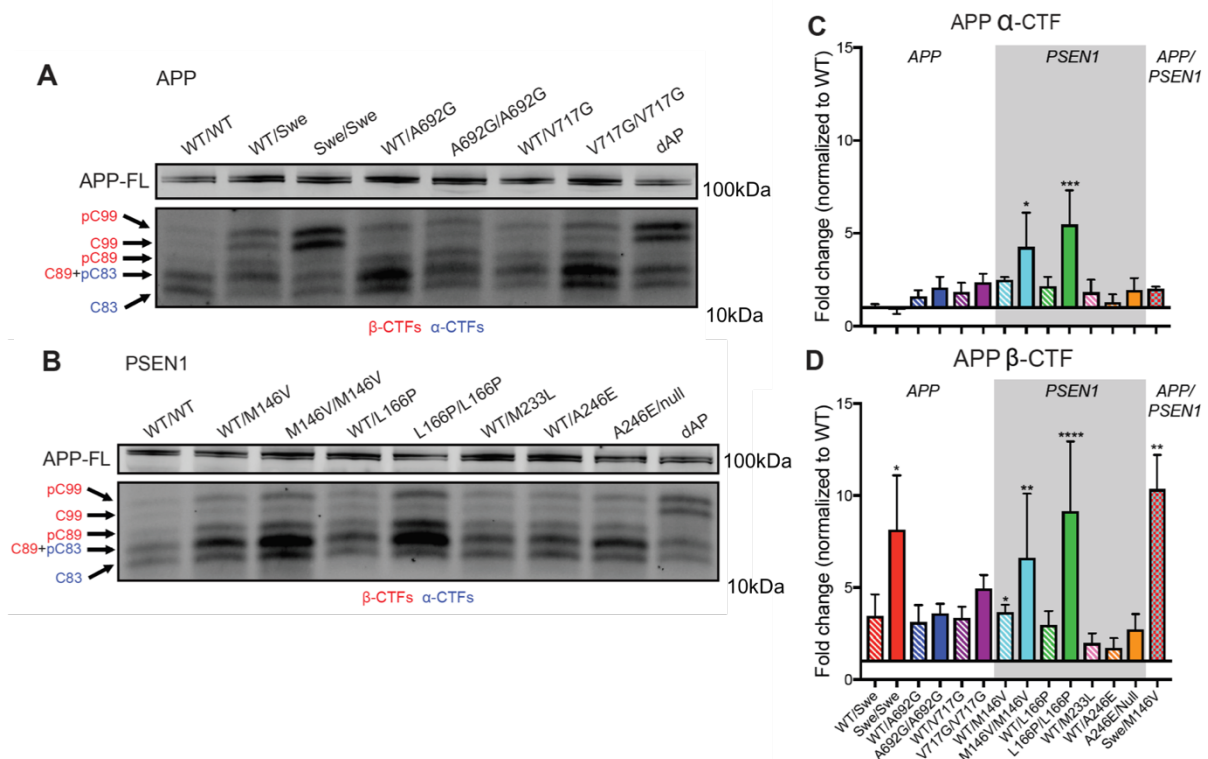 A
APP
WT/WT
WT/Swe
Swe/Swe
WT/A692G
A692G/A692G
WT/V717G
V717G/V717G
dAP
APP-FL
100kDa
pC99
C99
pC89
C89+pC83
C83
10kDa
β-CTFs α-CTFs
B
PSEN1
WT/WT
WT/M146V
M146V/M146V
WT/L166P
L166P/L166P
WT/M233L
WT/A246E
A246E/null
dAP
APP-FL
100kDa
pC99
C99
pC89
C89+pC83
C83
10kDa
β-CTFs α-CTFs
C
APP α-CTF
Fold change (normalized to WT)
15
10
5
0
APP
PSEN1
APP/
PSEN1
*
***
D
APP β-CTF
Fold change (normalized to WT)
15
10
5
0
APP
PSEN1
APP/
PSEN1
*
*
**
****
**
WT/Swe
Swe/Swe
WT/A692G
A692G/A692G
WT/V717G
V717G/V717G
WT/M146V
M146V/M146V
WT/L166P
L166P/L166P
WT/M233L
WT/A246E
A246E/Null
Swe/M146V